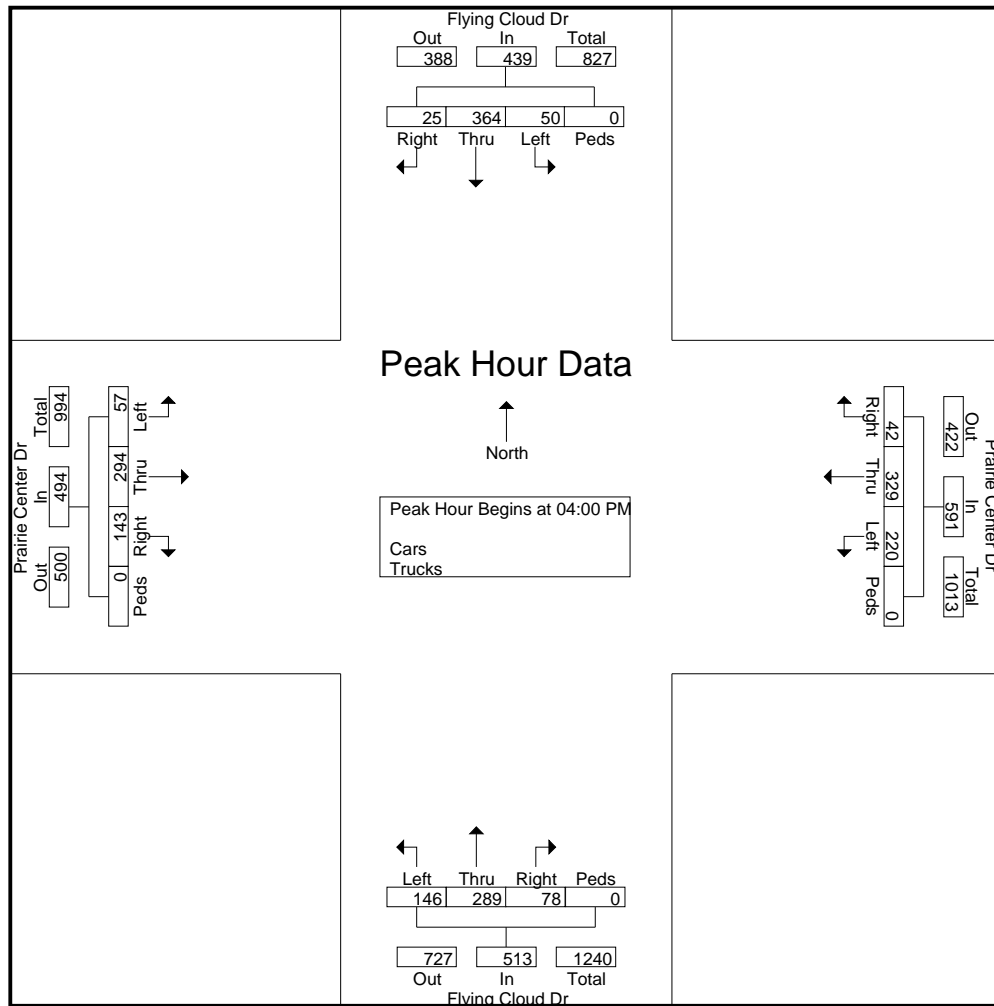 Flying Cloud Dr
Out In Total
388 439 827
25 364 50 0
Right Thru Left Peds
Peak Hour Data
North
Peak Hour Begins at 04:00 PM
Cars
Trucks
Prairie Center Dr
Out In Total
500 494 994
Left Thru Right Peds
57 294 143 0
Right Thru Left Peds
42 329 220 0
Out In Total
422 591 1013
Prairie Center Dr
Left Thru Right Peds
146 289 78 0
727 513 1240
Out In Total
Flying Cloud Dr